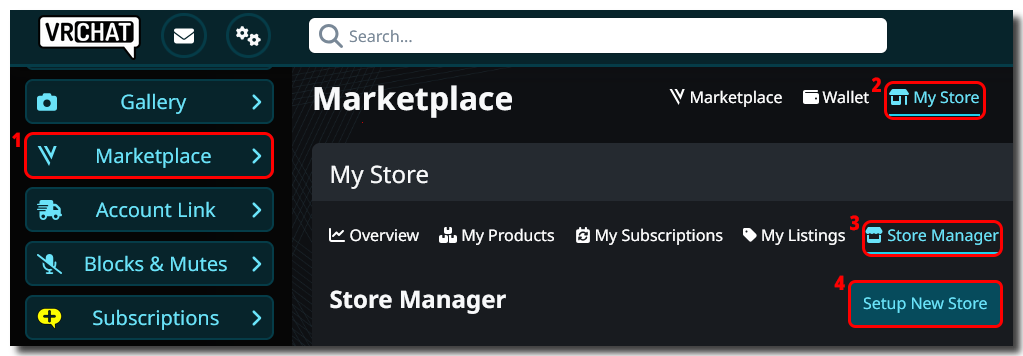 VRCHAT
Search...
Gallery
1
Marketplace
Account Link
Blocks & Mutes
Subscriptions
Marketplace
Marketplace
Wallet
2
My Store
My Store
Overview
My Products
My Subscriptions
My Listings
3
Store Manager
Store Manager
4
Setup New Store